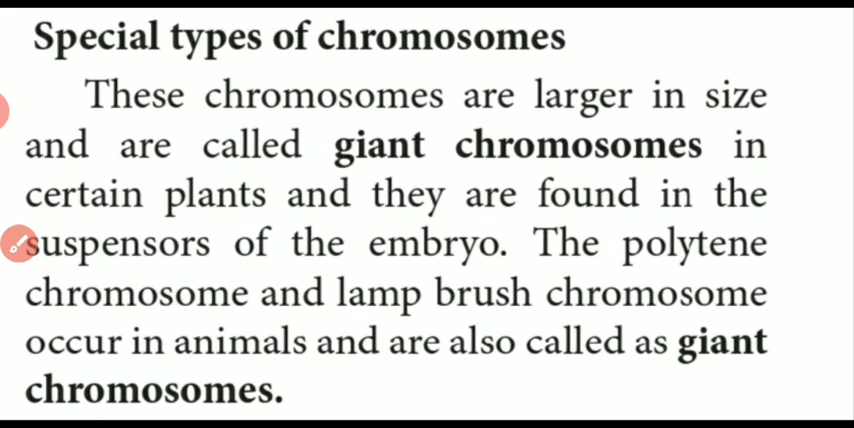 Special types of chromosomes
These chromosomes are larger in size
and are called giant chromosomes in
certain plants and they are found in the
suspensors of the embryo. The polytene
chromosome and lamp brush chromosome
occur in animals and are also called as giant
chromosomes.